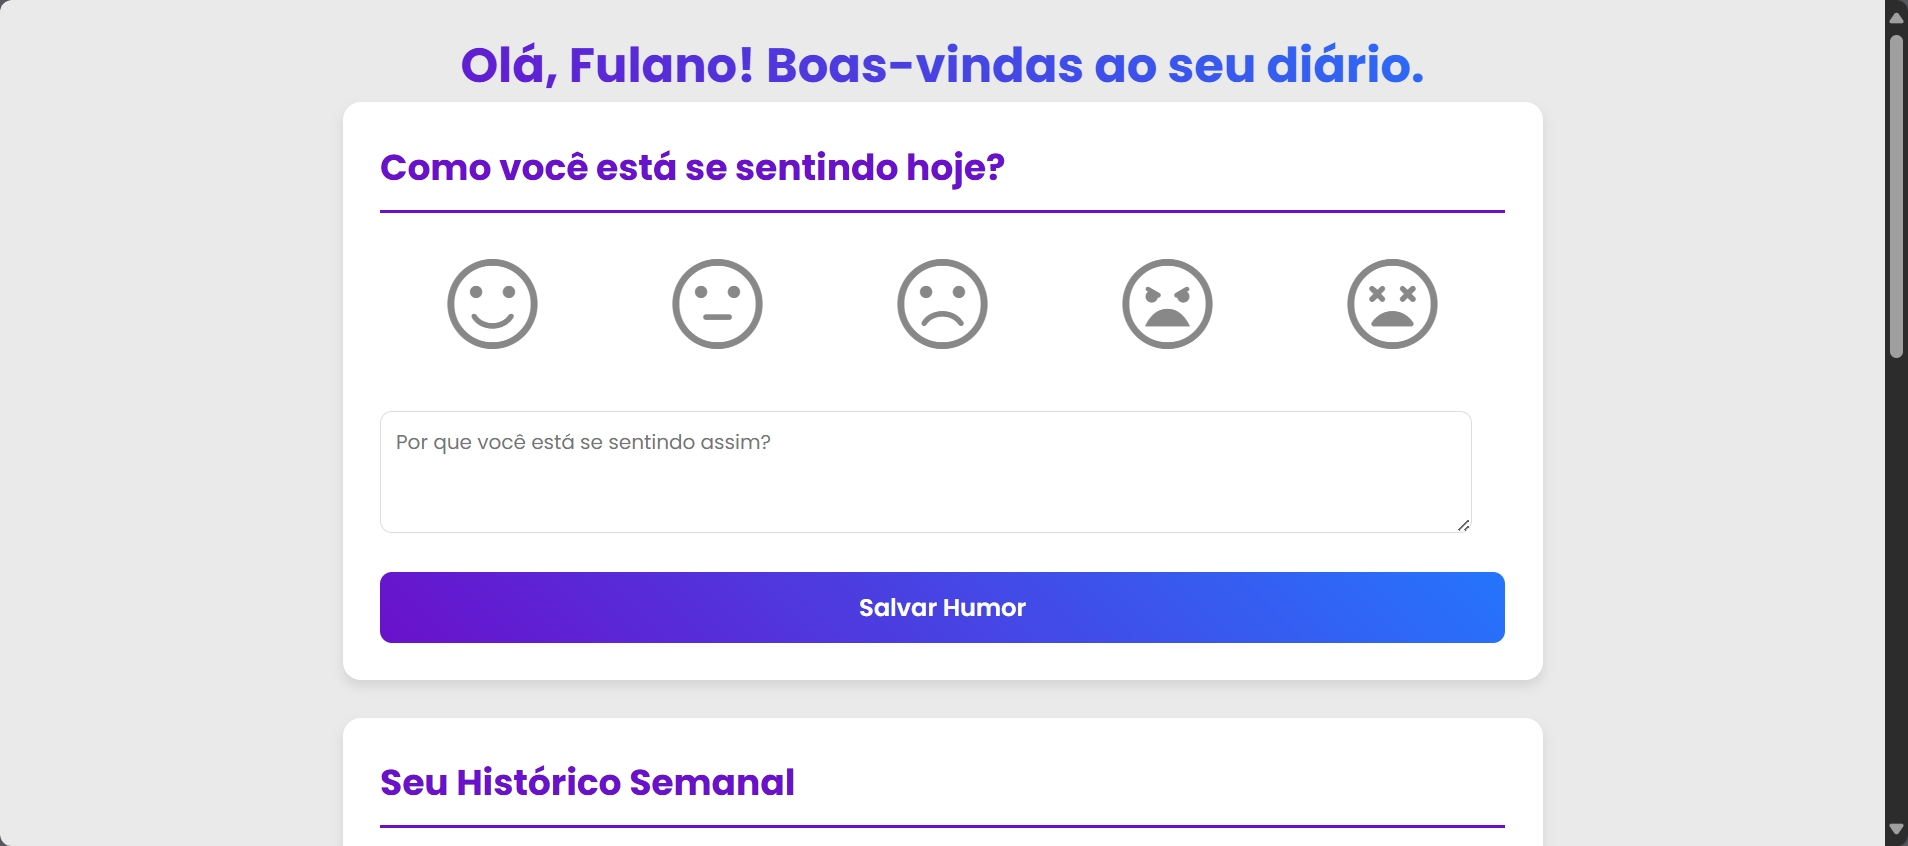 Olá, Fulano! Boas-vindas ao seu diário.
Como você está se sentindo hoje?
Por que você está se sentindo assim?
Salvar Humor
Seu Histórico Semanal